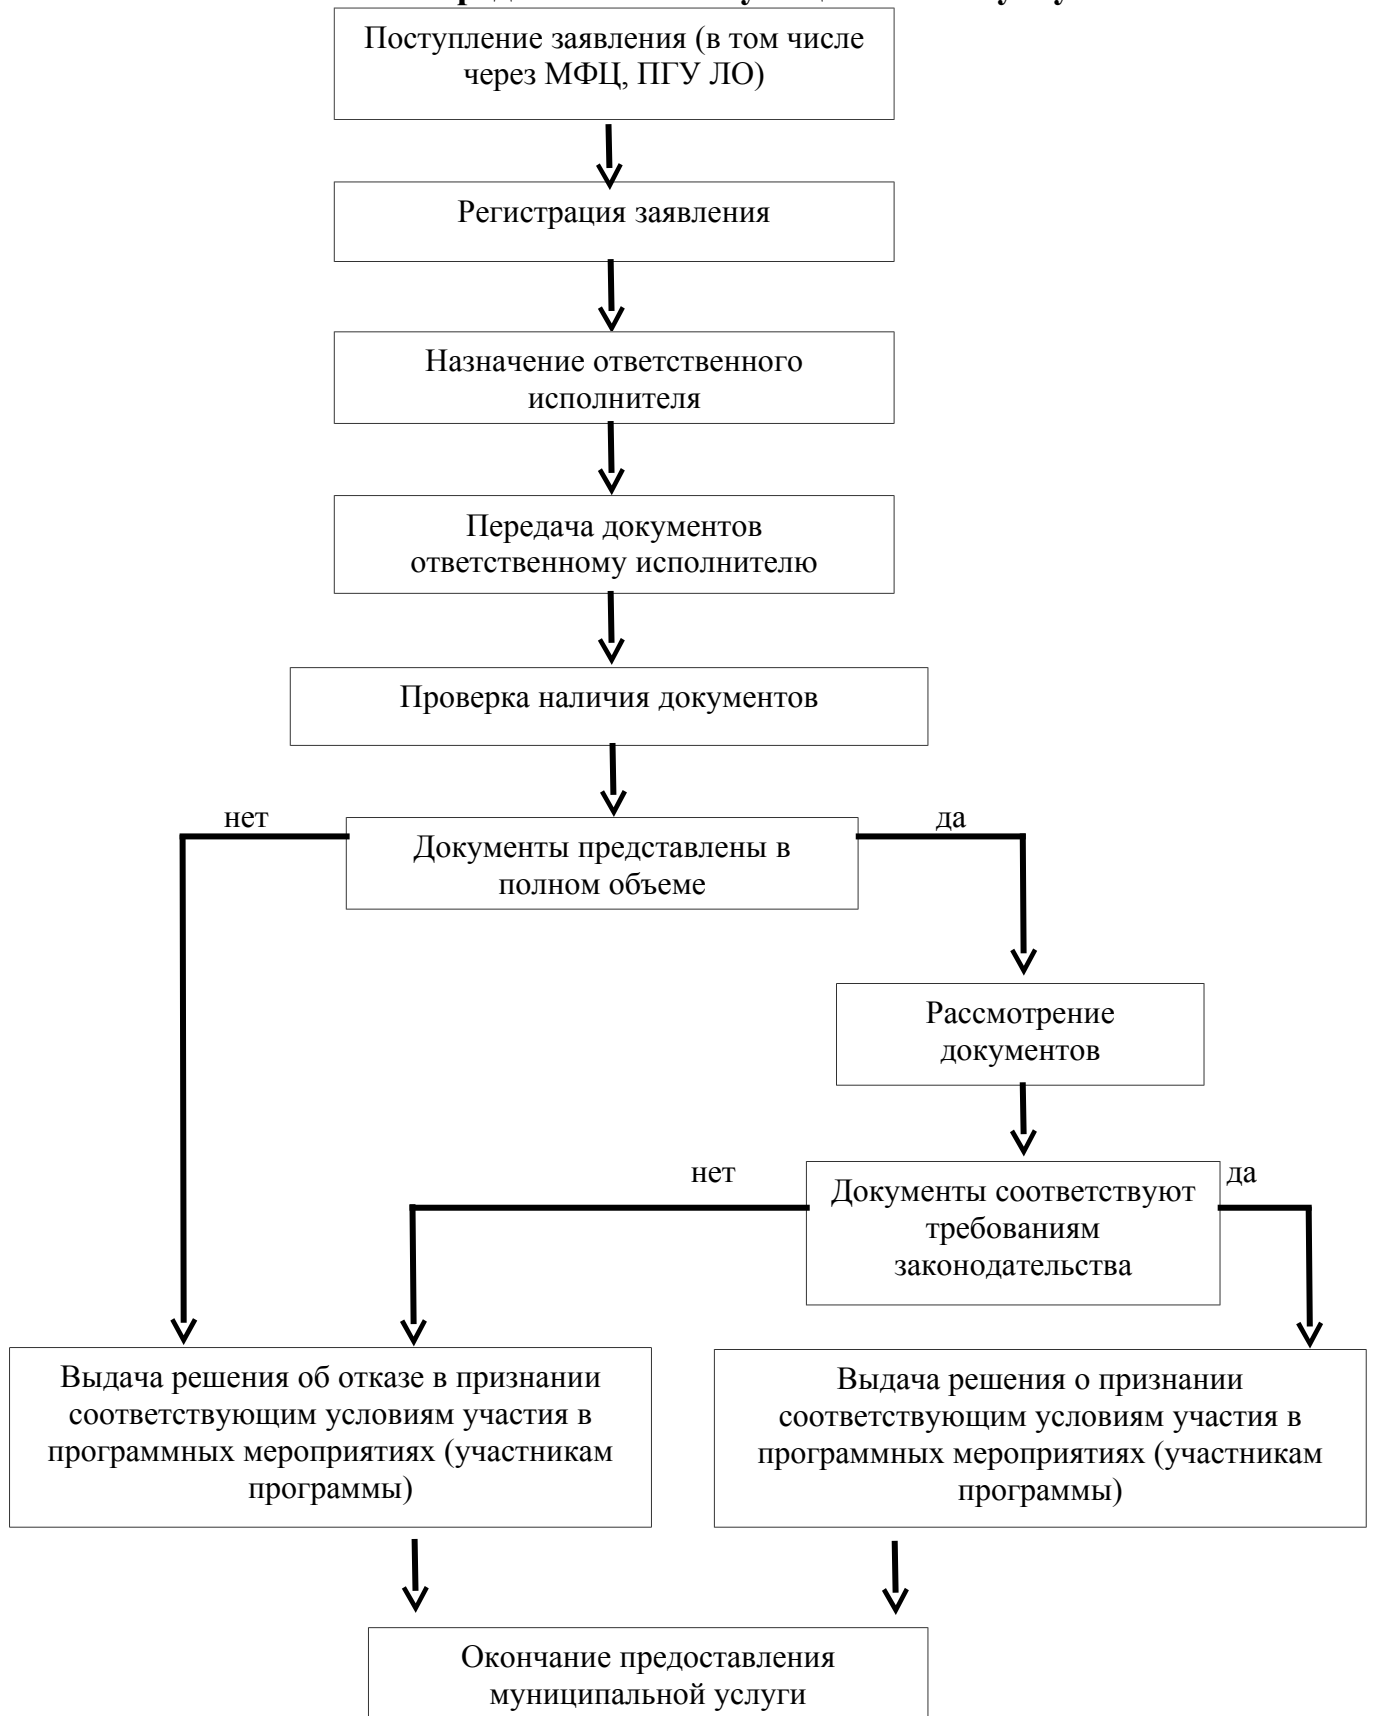 Поступление заявления (в том числе
через МФЦ, ПГУ ЛО)
Регистрация заявления
Назначение ответственного
исполнителя
Передача документов
ответственному исполнителю
Проверка наличия документов
нет
да
Документы представлены в
полном объеме
Рассмотрение
документов
нет
да
Документы соответствуют
требованиям
законодательства
Выдача решения об отказе в признании
соответствующим условиям участия в
программных мероприятиях (участникам
программы)
Выдача решения о признании
соответствующим условиям участия в
программных мероприятиях (участникам
программы)
Окончание предоставления
муниципальной услуги